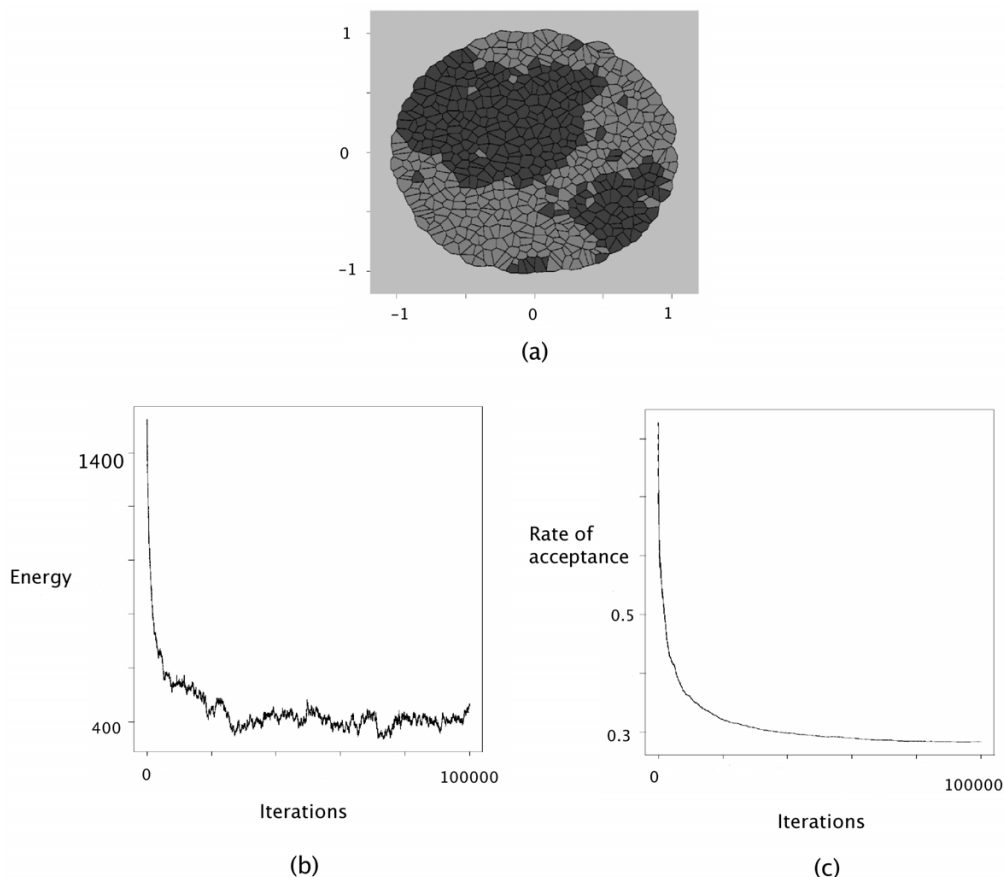 1
0
−1
−1 0 1
(a)
1400
Energy
400
0 100000
Iterations
(b)
Rate of
acceptance
0.5
0.3
0 100000
Iterations
(c)